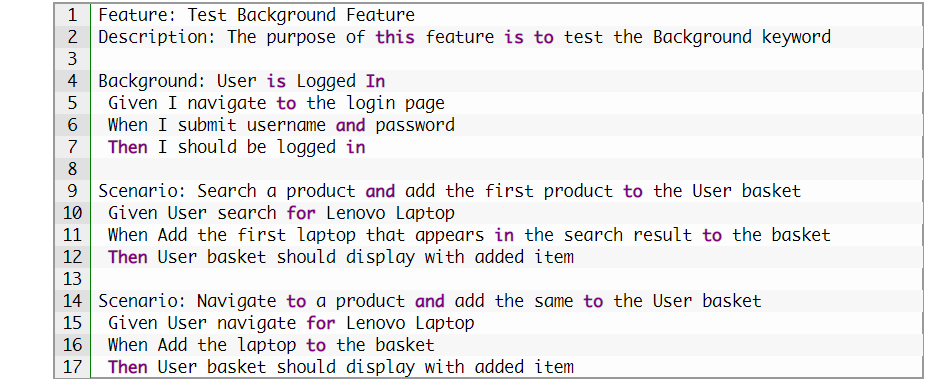 1 Feature: Test Background Feature
2 Description: The purpose of this feature is to test the Background keyword
3
4 Background: User is Logged In
5 Given I navigate to the login page
6 When I submit username and password
7 Then I should be logged in
8
9 Scenario: Search a product and add the first product to the User basket
10 Given User search for Lenovo Laptop
11 When Add the first laptop that appears in the search result to the basket
12 Then User basket should display with added item
13
14 Scenario: Navigate to a product and add the same to the User basket
15 Given User navigate for Lenovo Laptop
16 When Add the laptop to the basket
17 Then User basket should display with added item